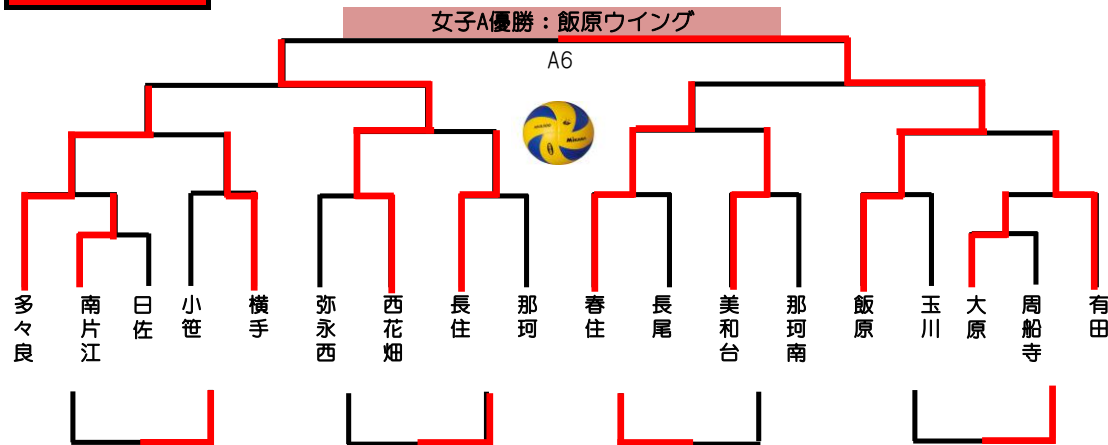 女子A優勝：飯原ウイング
A6
多々良
南片江
日佐
小笹
横手
弥永西
西花畑
長住
那珂
春住
長尾
美和台
那珂南
飯原
玉川
大原
周船寺
有田